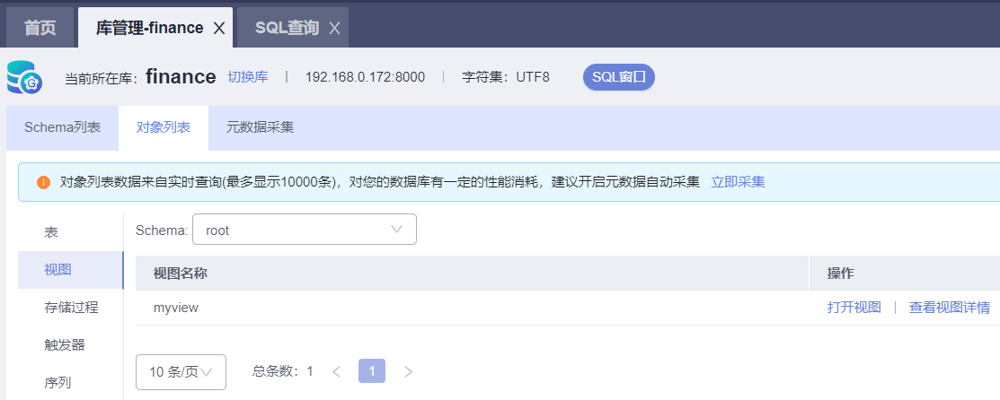 首页 库管理-finance X SQL查询 X
当前所在库: finance 切换库 | 192.168.0.172:8000 | 字符集: UTF8 SQL窗口
Schema列表 对象列表 元数据采集
对象列表数据来自实时查询(最多显示10000条)，对您的数据库有一定的性能消耗，建议开启元数据自动采集 立即采集
表 Schema: root
视图 视图名称 操作
存储过程 myview 打开视图 | 查看视图详情
触发器
序列 10 条/页 总条数: 1 < 1 >